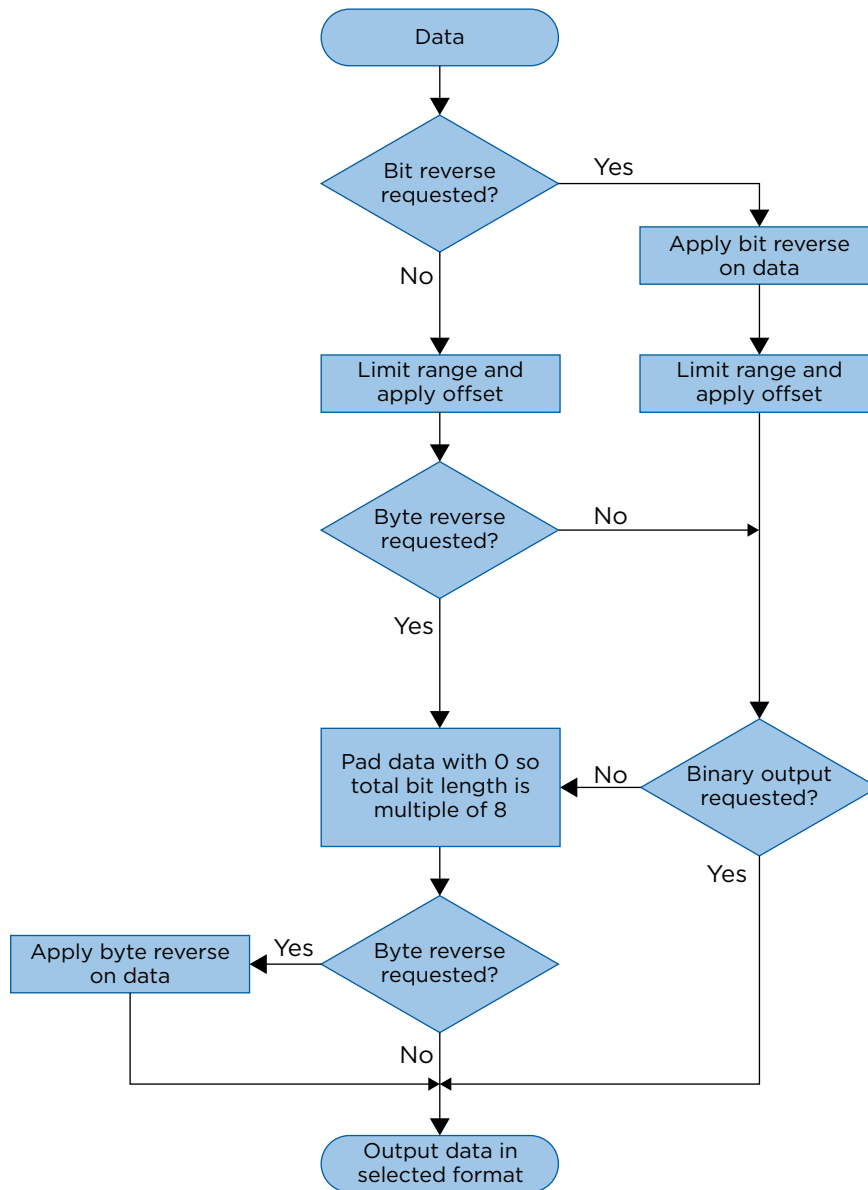 Data
Bit reverse
requested?
Yes
No
Apply bit reverse
on data
Limit range and
apply offset
Limit range and
apply offset
Byte reverse
requested?
No
Yes
Pad data with 0 so
total bit length is
multiple of 8
No
Binary output
requested?
Yes
Apply byte reverse
on data
Yes
Byte reverse
requested?
No
Output data in
selected format